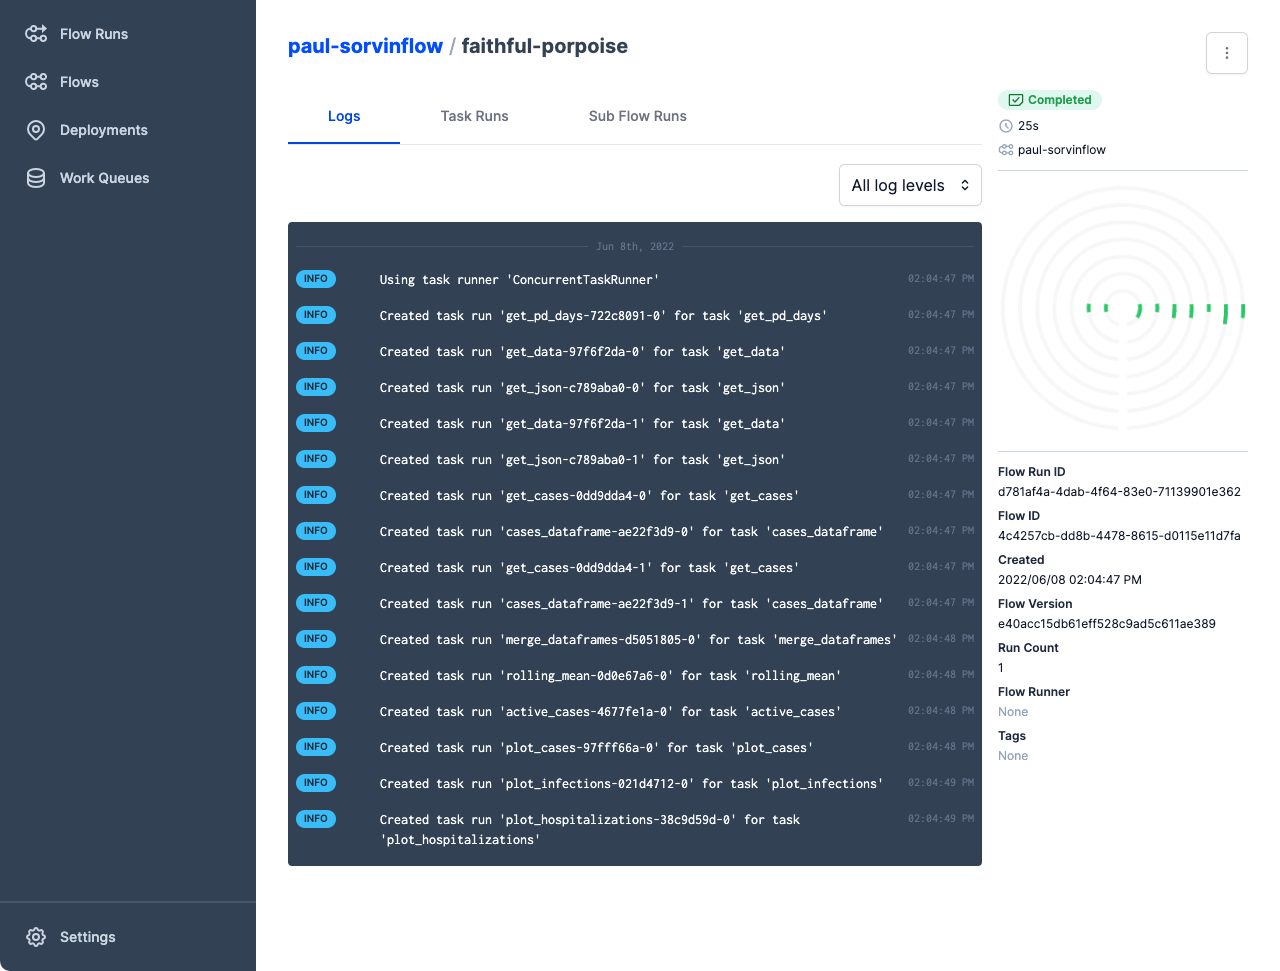 Flow Runs
Flows
Deployments
Work Queues
Settings
paul-sorvinflow / faithful-porpoise
Logs
Task Runs
Sub Flow Runs
All log levels
Jun 8th, 2022
INFO Using task runner 'ConcurrentTaskRunner' 02:04:47 PM
INFO Created task run 'get_pd_days-722c8091-0' for task 'get_pd_days' 02:04:47 PM
INFO Created task run 'get_data-97f6f2da-0' for task 'get_data' 02:04:47 PM
INFO Created task run 'get_json-c789aba0-0' for task 'get_json' 02:04:47 PM
INFO Created task run 'get_data-97f6f2da-1' for task 'get_data' 02:04:47 PM
INFO Created task run 'get_json-c789aba0-1' for task 'get_json' 02:04:47 PM
INFO Created task run 'get_cases-0dd9dda4-0' for task 'get_cases' 02:04:47 PM
INFO Created task run 'cases_dataframe-ae22f3d9-0' for task 'cases_dataframe' 02:04:47 PM
INFO Created task run 'get_cases-0dd9dda4-1' for task 'get_cases' 02:04:47 PM
INFO Created task run 'cases_dataframe-ae22f3d9-1' for task 'cases_dataframe' 02:04:47 PM
INFO Created task run 'merge_dataframes-d5051805-0' for task 'merge_dataframes' 02:04:48 PM
INFO Created task run 'rolling_mean-0d0e67a6-0' for task 'rolling_mean' 02:04:48 PM
INFO Created task run 'active_cases-4677fe1a-0' for task 'active_cases' 02:04:48 PM
INFO Created task run 'plot_cases-97fff66a-0' for task 'plot_cases' 02:04:48 PM
INFO Created task run 'plot_infections-021d4712-0' for task 'plot_infections' 02:04:49 PM
INFO Created task run 'plot_hospitalizations-38c9d59d-0' for task 02:04:49 PM
'plot_hospitalizations'
Completed
25s
paul-sorvinflow
Flow Run ID
d781af4a-4dab-4f64-83e0-71139901e362
Flow ID
4c4257cb-dd8b-4478-8615-d0115e11d7fa
Created
2022/06/08 02:04:47 PM
Flow Version
e40acc15db61eff528c9ad5c611ae389
Run Count
1
Flow Runner
None
Tags
None